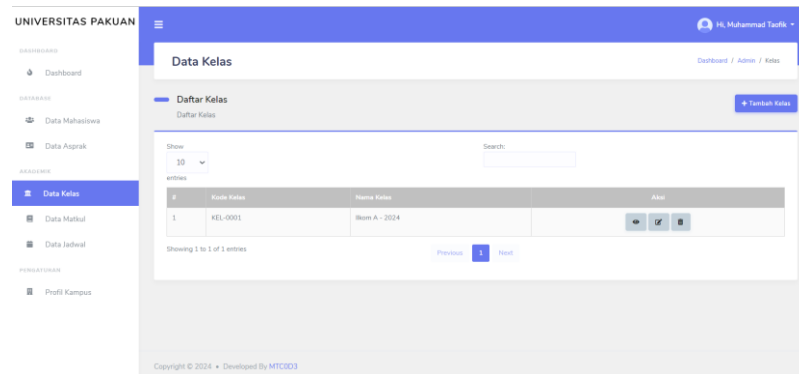 UNIVERSITAS PAKUAN
Hi, Muhammad Taofik
DASHBOARD
Dashboard
DATABASE
Data Mahasiswa
Data Asprak
AKADEMIK
Data Kelas
Data Matkul
Data Jadwal
PENGATURAN
Profil Kampus
Data Kelas
Dashboard / Admin / Kelas
Daftar Kelas
Daftar Kelas
+ Tambah Kelas
Show
10
entries
Search:
# Kode Kelas Nama Kelas Aksi
1 KEL-0001 Ilkom A - 2024
Showing 1 to 1 of 1 entries
Previous 1 Next
Copyright © 2024 • Developed By MTC0D3